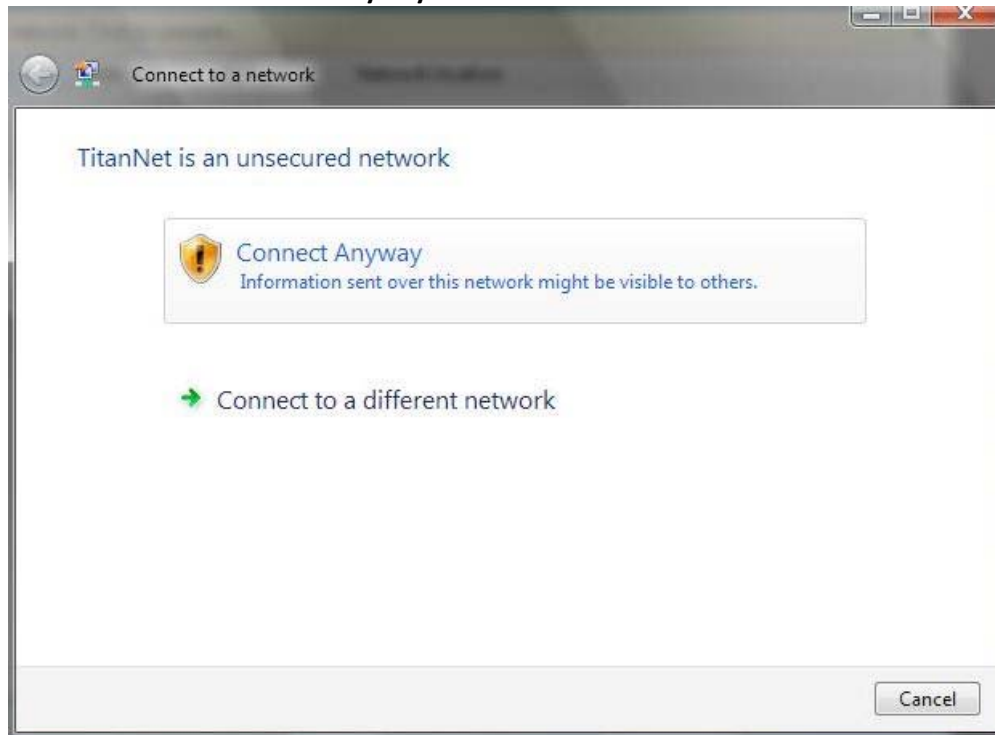 Connect to a network
TitanNet is an unsecured network
Connect Anyway
Information sent over this network might be visible to others.
Connect to a different network
Cancel